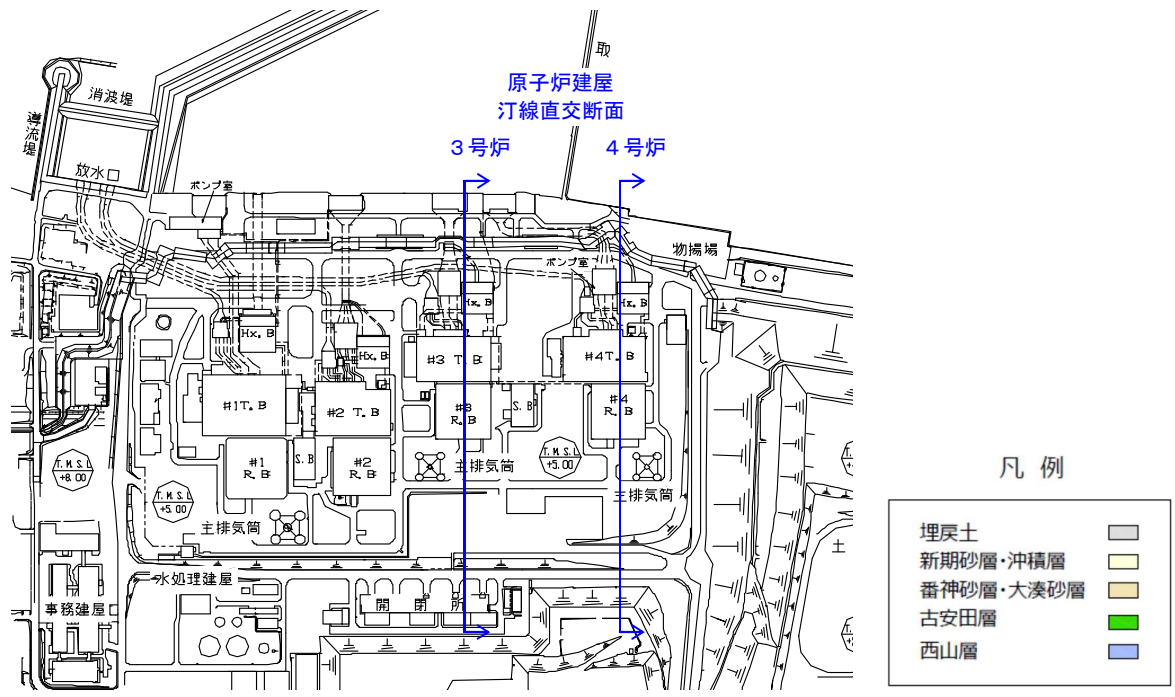 取
原子炉建屋
汀線直交断面
消波堤
導流堤
3号炉
4号炉
放水口
ポンプ室
物揚場
ポンプ室
Hx. B
Hx. B
Hx. B
Hx. B
#3 T. B
#4 T. B
#1 T. B
#2 T. B
#3
R. B
S. B
#4
R. B
#1
R. B
S. B
#2
R. B
T. M. S. L
+8.00
主排気筒
T. M. S. L
+5.00
主排気筒
T. M. S. L
+5.00
主排気筒
土
水処理建屋
開閉所
事務建屋
凡 例
埋戻土
新期砂層・沖積層
番神砂層・大湊砂層
古安田層
西山層